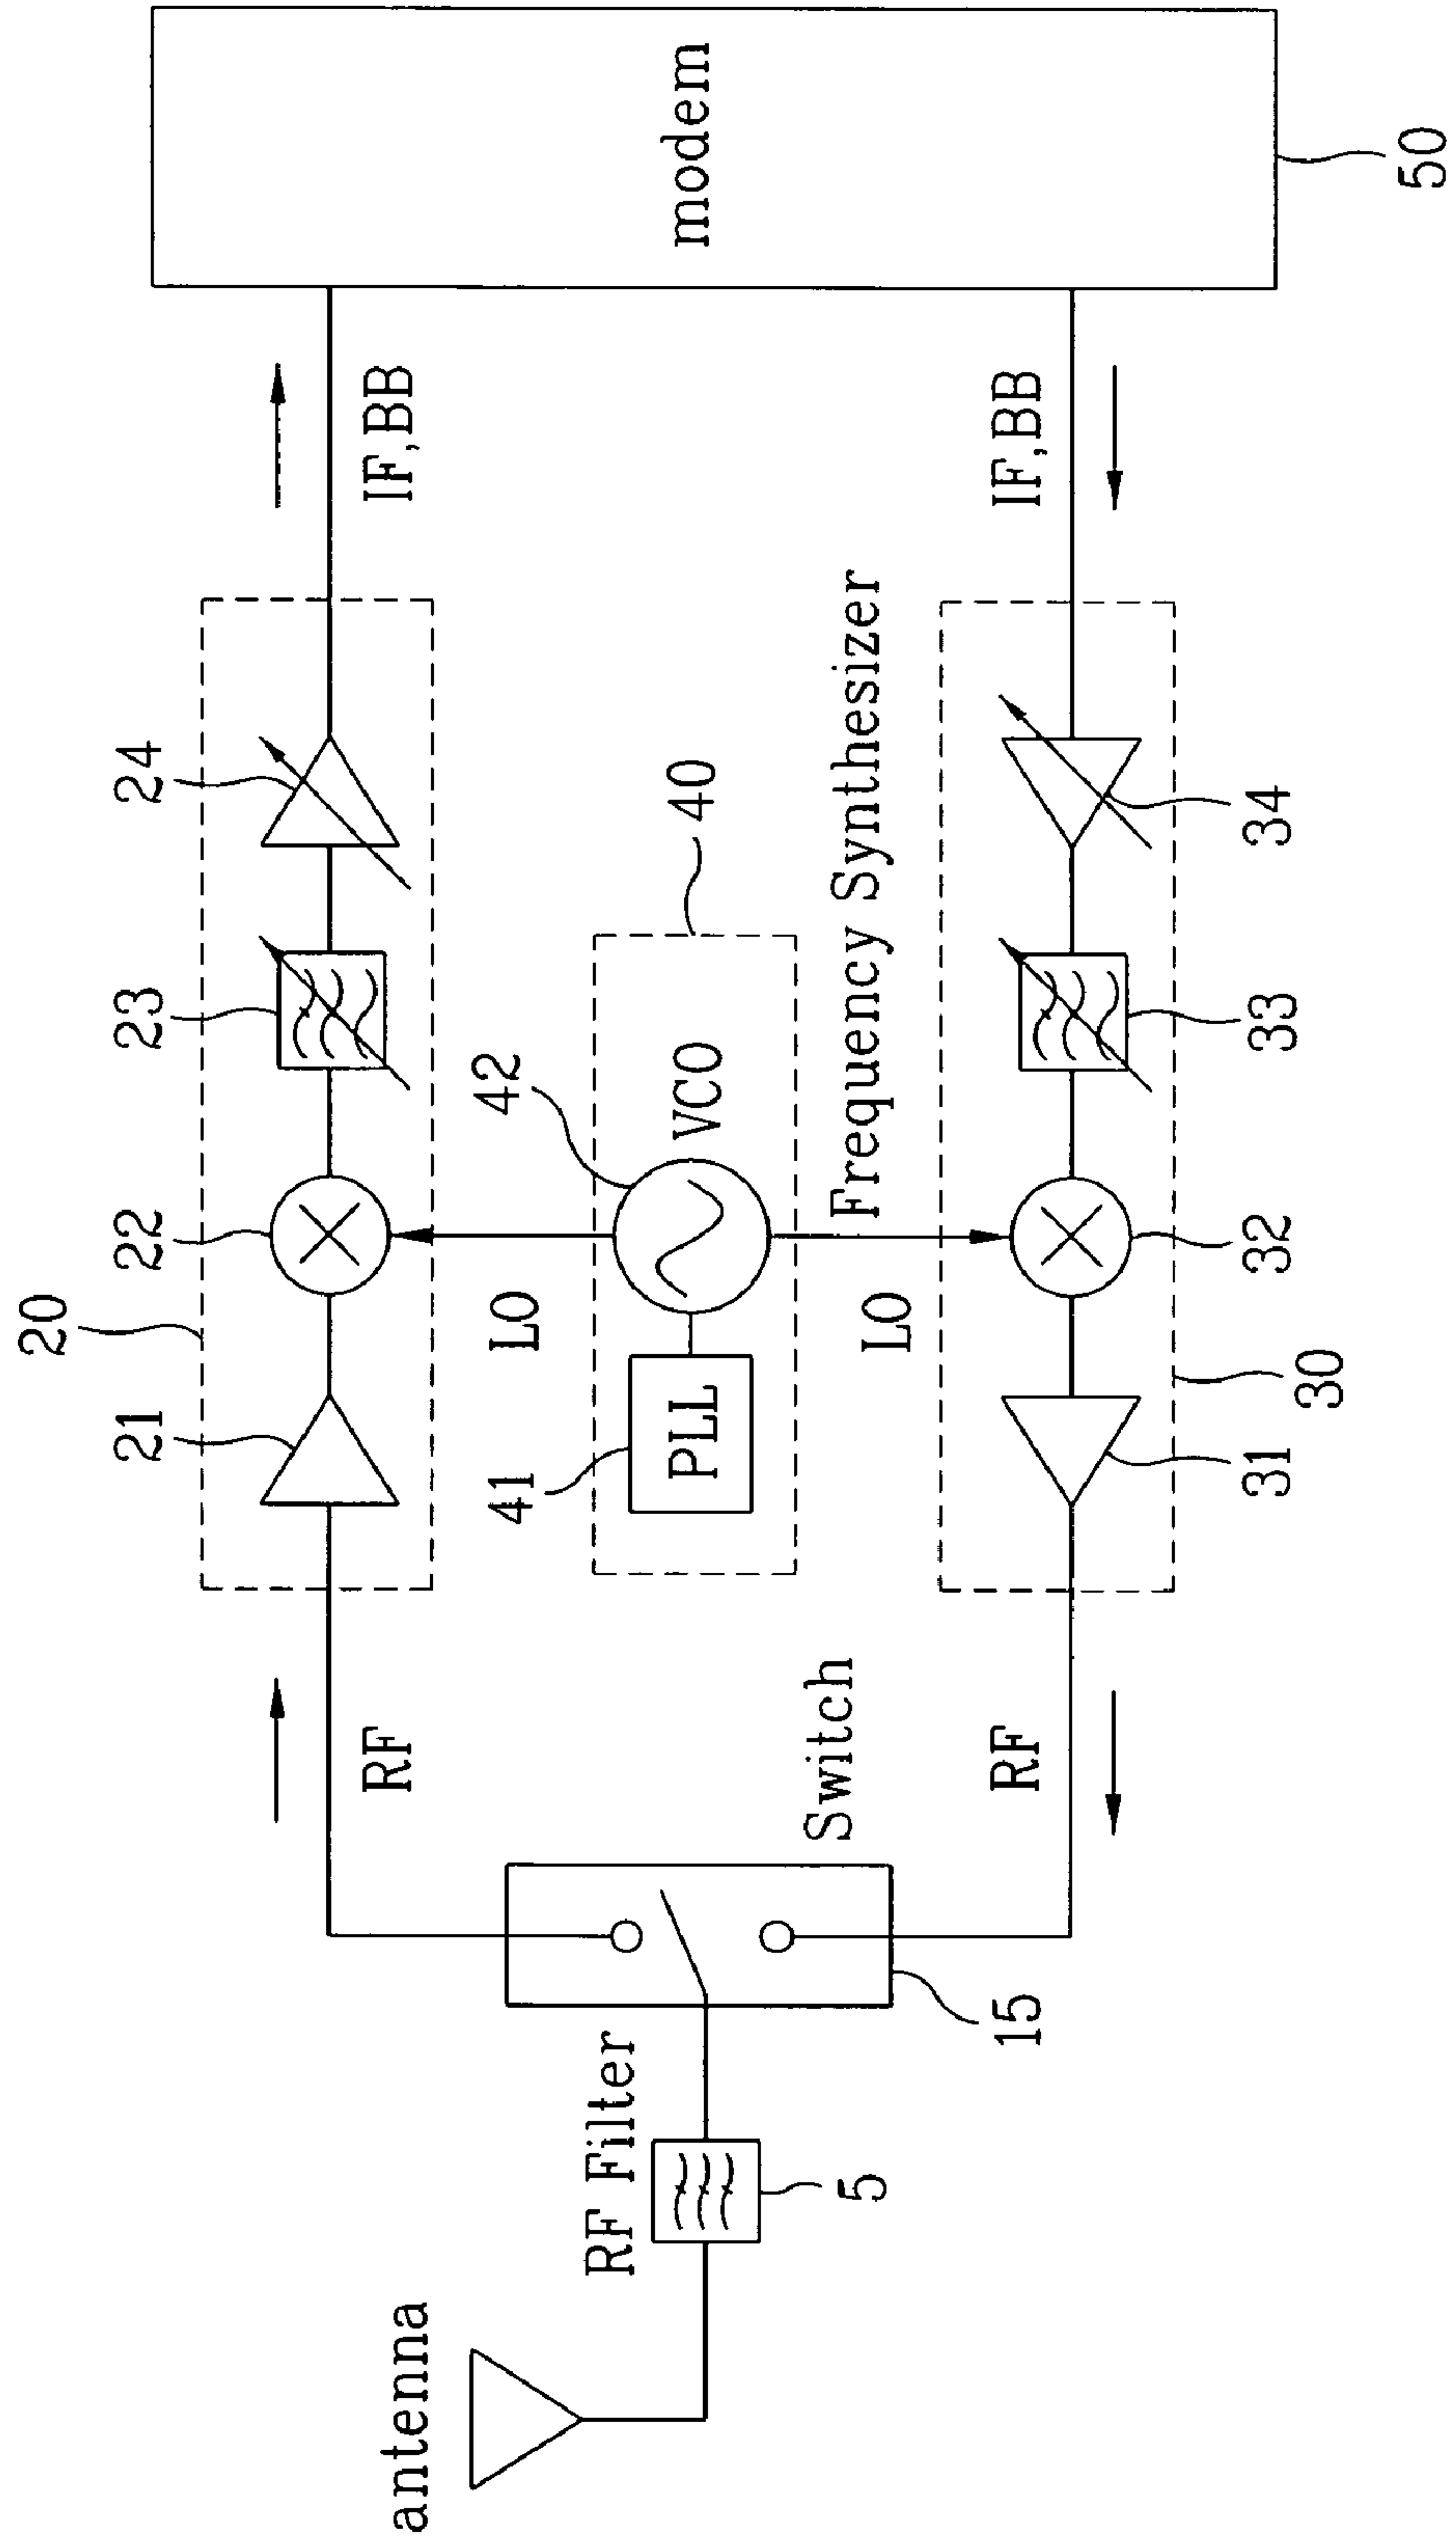 20
21
22
23
24
RF
IF,BB
LO
42
40
41
PLL
VCO
modem
antenna
RF Filter
5
Switch
15
LO
Frequency Synthesizer
RF
IF,BB
31
32
33
34
30
50